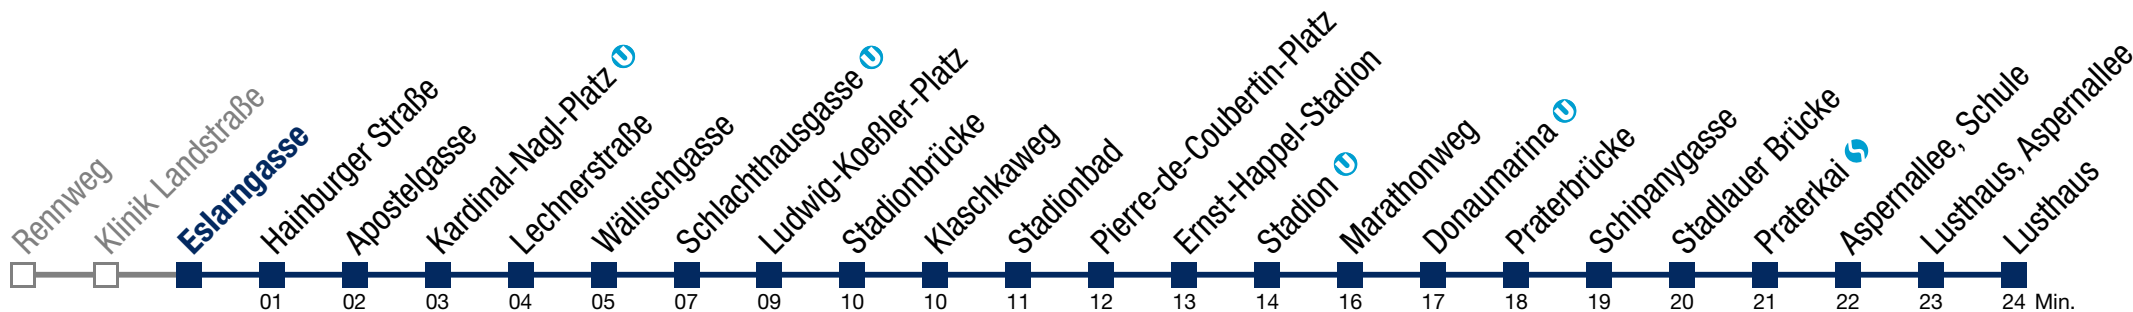 Rennweg
Klinik Landstraße
Eslarngasse
Hainburger Straße
Apostelgasse
Kardinal-Nagl-Platz U
Lechnerstraße
Wällischgasse
Schlachthausgasse U
Ludwig-Koeßler-Platz
Stadionbrücke
Klaschkaweg
Stadionbad
Pierre-de-Coubertin-Platz
Ernst-Happel-Stadion
Stadion U
Marathonweg
Donaumarina U
Praterbrücke
Schipanygasse
Stadlauer Brücke
Praterkai S
Aspernallee, Schule
Lusthaus, Aspernallee
Lusthaus
01 02 03 04 05 07 09 10 10 11 12 13 14 16 17 18 19 20 21 22 23 24 Min.